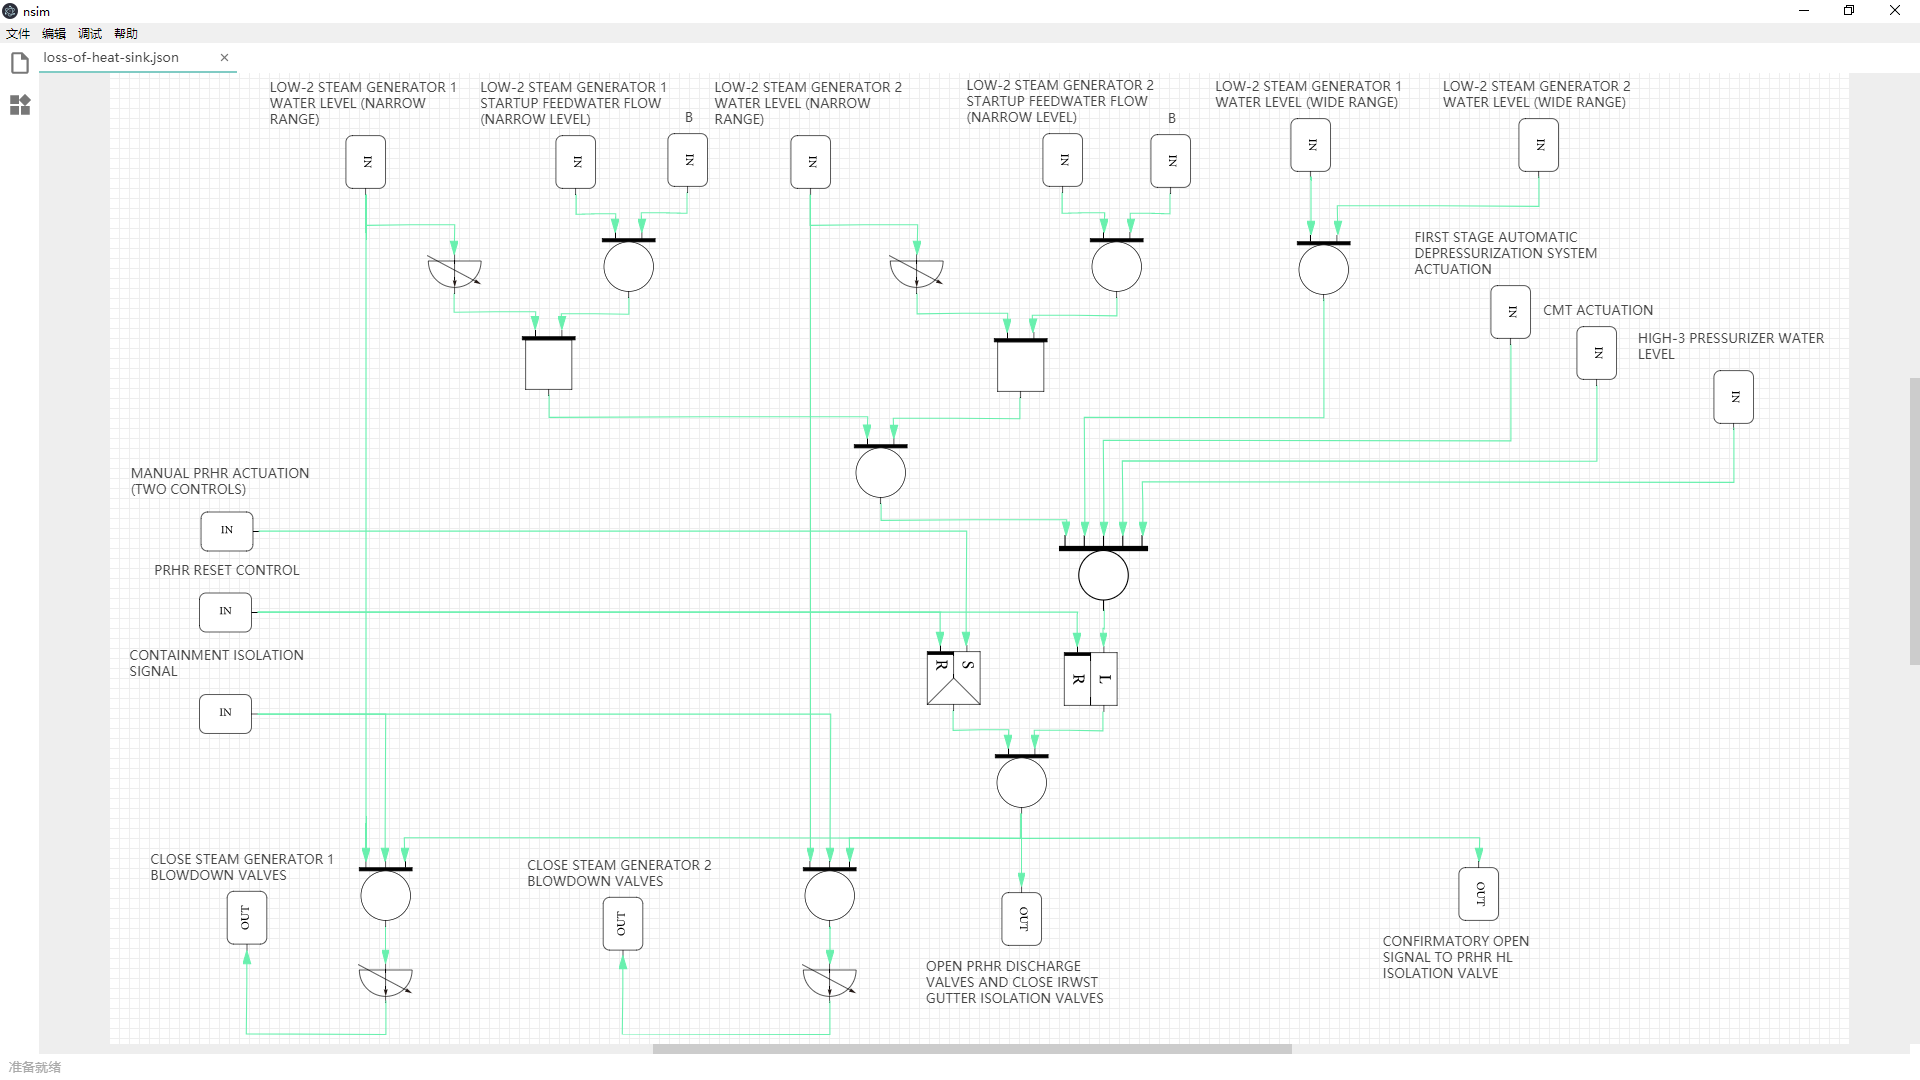 nsim
文件 编辑 调试 帮助
loss-of-heat-sink.json
LOW-2 STEAM GENERATOR 1
WATER LEVEL (NARROW
RANGE)
LOW-2 STEAM GENERATOR 1
STARTUP FEEDWATER FLOW
(NARROW LEVEL)
B
LOW-2 STEAM GENERATOR 2
WATER LEVEL (NARROW
RANGE)
LOW-2 STEAM GENERATOR 2
STARTUP FEEDWATER FLOW
(NARROW LEVEL)
B
LOW-2 STEAM GENERATOR 1
WATER LEVEL (WIDE RANGE)
LOW-2 STEAM GENERATOR 2
WATER LEVEL (WIDE RANGE)
IN
IN
IN
IN
IN
IN
IN
IN
FIRST STAGE AUTOMATIC
DEPRESSURIZATION SYSTEM
ACTUATION
IN
CMT ACTUATION
IN
HIGH-3 PRESSURIZER WATER
LEVEL
IN
MANUAL PRHR ACTUATION
(TWO CONTROLS)
IN
PRHR RESET CONTROL
IN
CONTAINMENT ISOLATION
SIGNAL
IN
R S
R L
CLOSE STEAM GENERATOR 1
BLOWDOWN VALVES
OUT
CLOSE STEAM GENERATOR 2
BLOWDOWN VALVES
OUT
OUT
OPEN PRHR DISCHARGE
VALVES AND CLOSE IRWST
GUTTER ISOLATION VALVES
OUT
CONFIRMATORY OPEN
SIGNAL TO PRHR HL
ISOLATION VALVE
准备就绪